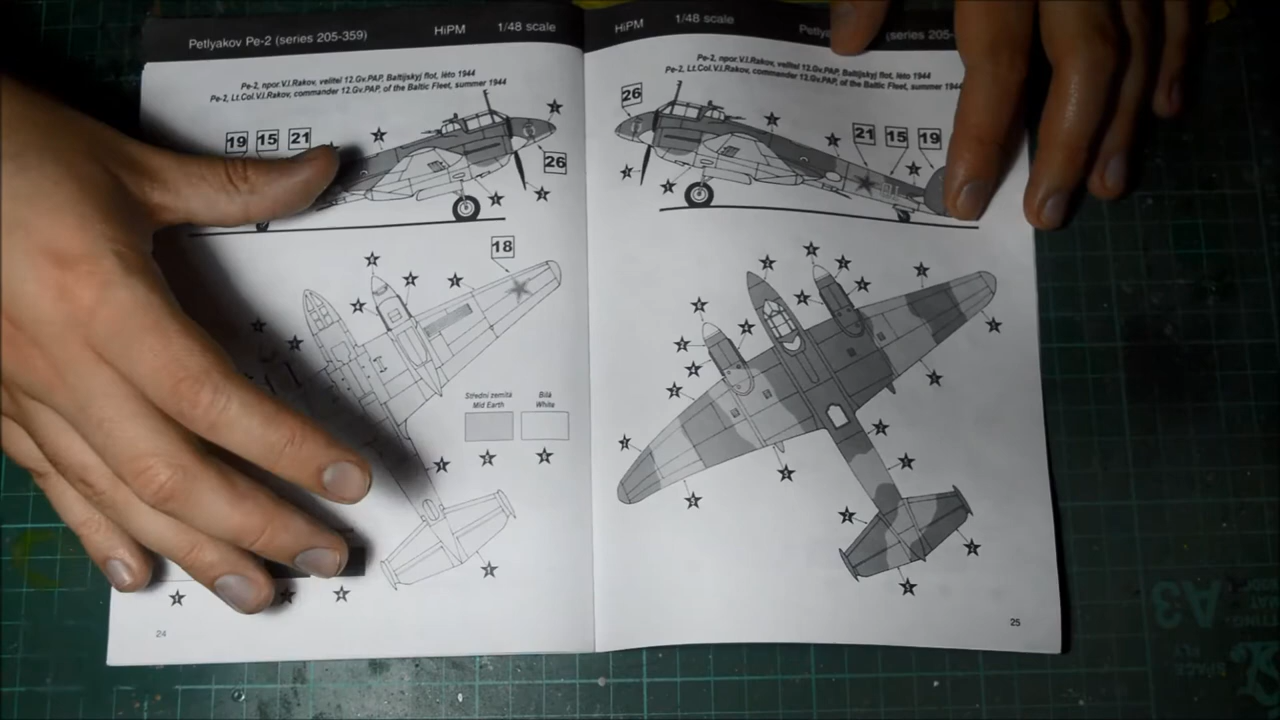 Petlyakov Pe-2 (series 205-359)
HiPM
1/48 scale
Pe-2, npor.V.I.Rakov, velitel 12.Gv.PAP, Baltijskyj flot, léto 1944
Pe-2, Lt.Col.V.I.Rakov, commander 12.Gv.PAP, of the Baltic Fleet, summer 1944
19 15 21
26
18
Střední zemitá
Mid Earth
Bílá
White
24
HiPM
1/48 scale
(series 205-
Pe-2, npor.V.I.Rakov, velitel 12.Gv.PAP, Baltijskyj flot, léto 1944
Pe-2, Lt.Col.V.I.Rakov, commander 12.Gv.PAP, of the Baltic Fleet, summer 1944
26
21 15 19
25
A3